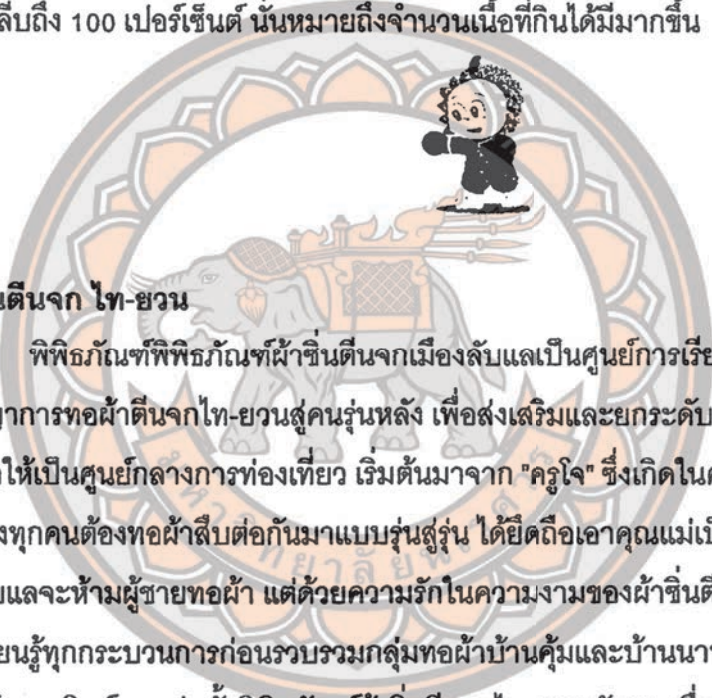 ลีบถึง 100 เปอร์เซ็นต์ นั่นหมายถึงจำนวนเนื้อที่กินได้มีมากขึ้น
นตีนจก ไท-ยวน
พิพิธภัณฑ์พิพิธภัณฑ์ผ้าซิ่นตีนจกเมืองลับแลเป็นศูนย์การเรีย
ญาการทอผ้าตีนจกไท-ยวนสู่คนรุ่นหลัง เพื่อส่งเสริมและยกระดับ
ให้เป็นศูนย์กลางการท่องเที่ยว เริ่มต้นมาจาก "ครูโจ" ซึ่งเกิดใน
งทุกคนต้องทอผ้าสืบต่อกันมาแบบรุ่นสู่รุ่น ได้ยึดถือเอาคุณแม่เป็
บแลจะห้ามผู้ชายทอผ้า แต่ด้วยความรักในความงามของผ้าซิ่นตี
ยนรู้ทุกกระบวนการก่อนรวบรวมกลุ่มทอผ้าบ้านคุ้มและบ้านนา
มหาวิทยาลัยนเรศวร